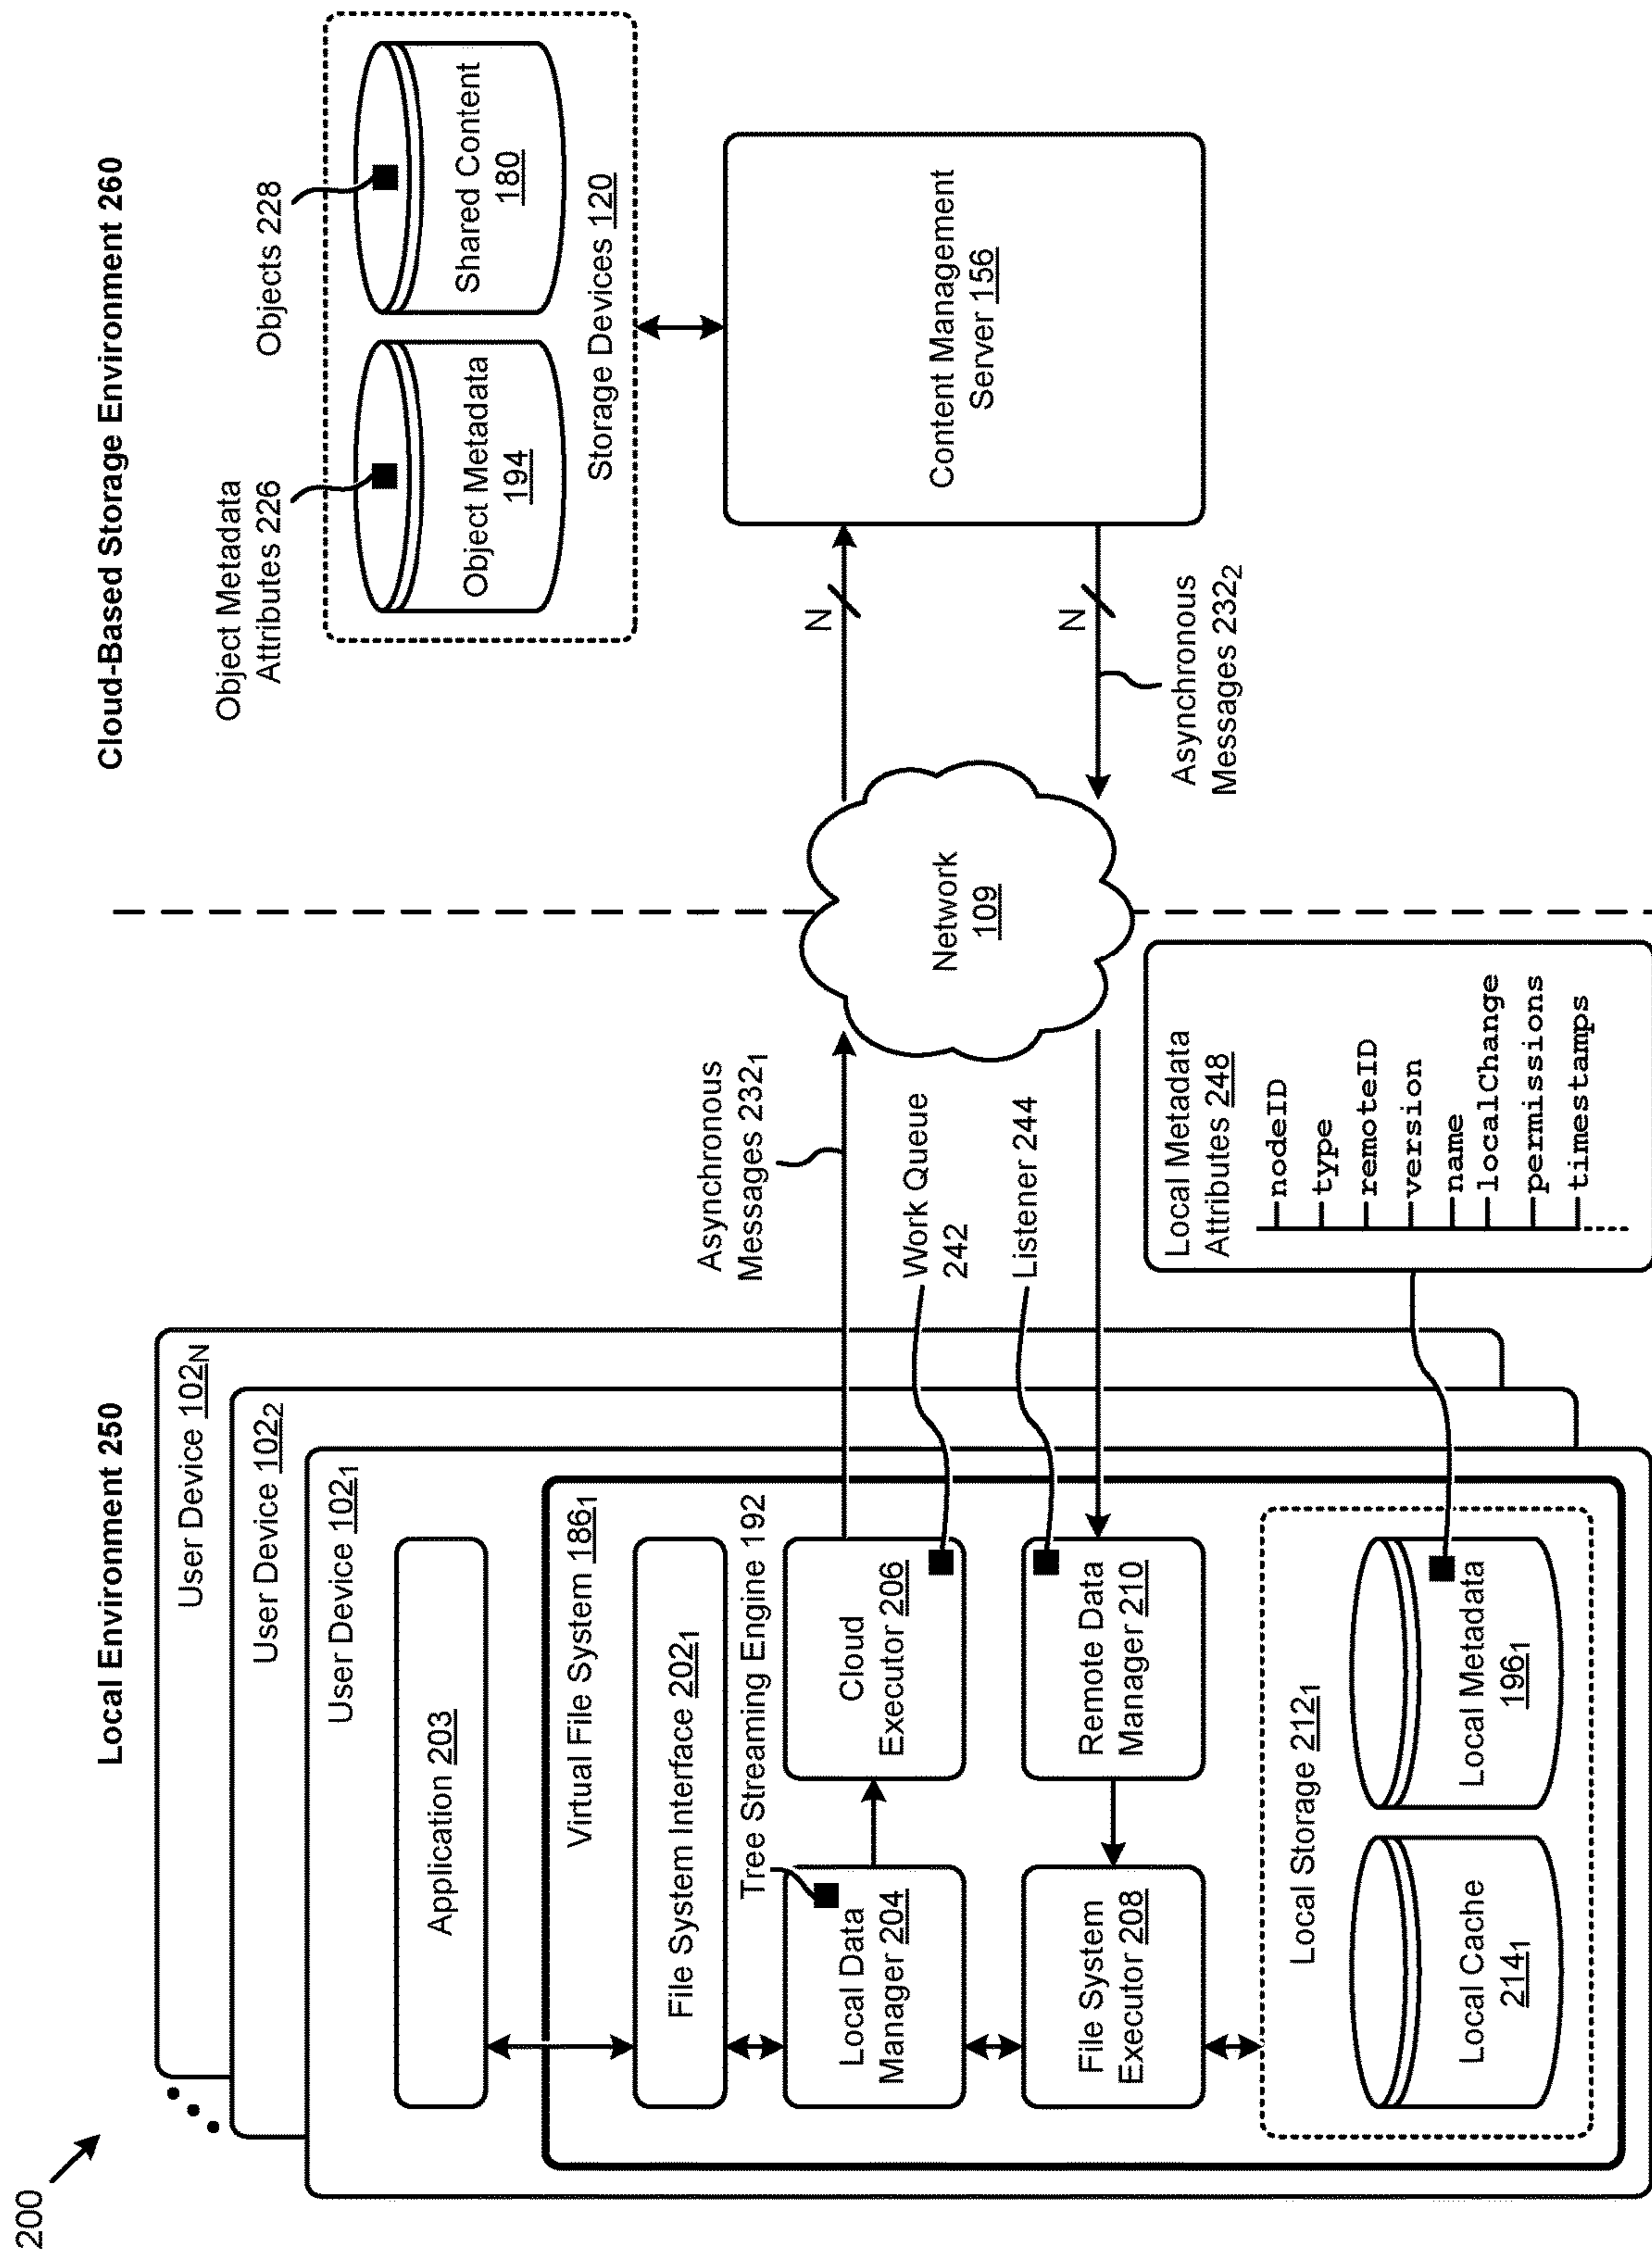 200
Local Environment 250
Cloud-Based Storage Environment 260
User Device 102N
User Device 1022
User Device 1021
Application 203
Virtual File System 1861
File System Interface 2021
Tree Streaming Engine 192
Local Data
Manager 204
Cloud
Executor 206
File System
Executor 208
Remote Data
Manager 210
Local Storage 2121
Local Cache
2141
Local Metadata
1961
Asynchronous
Messages 2321
Work Queue
242
Listener 244
Local Metadata
Attributes 248
nodeID
type
remoteID
version
name
localChange
permissions
timestamps
Network
109
N
N
Asynchronous
Messages 2322
Object Metadata
Attributes 226
Objects 228
Object Metadata
194
Shared Content
180
Storage Devices 120
Content Management
Server 156